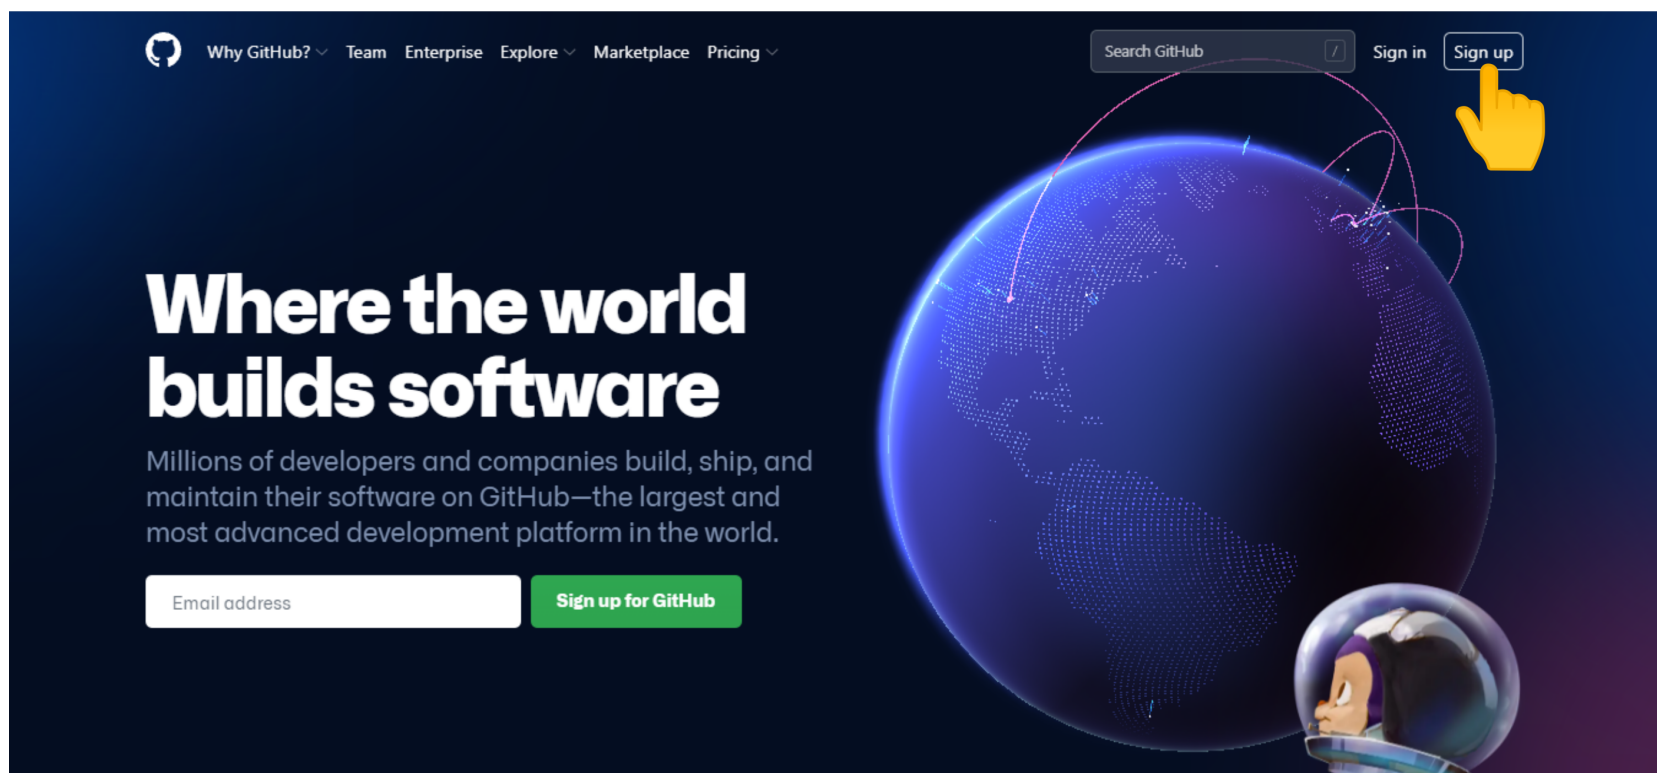 Why GitHub? Team Enterprise Explore Marketplace Pricing Search GitHub / Sign in Sign up
Where the world
builds software
Millions of developers and companies build, ship, and
maintain their software on GitHub—the largest and
most advanced development platform in the world.
Email address Sign up for GitHub